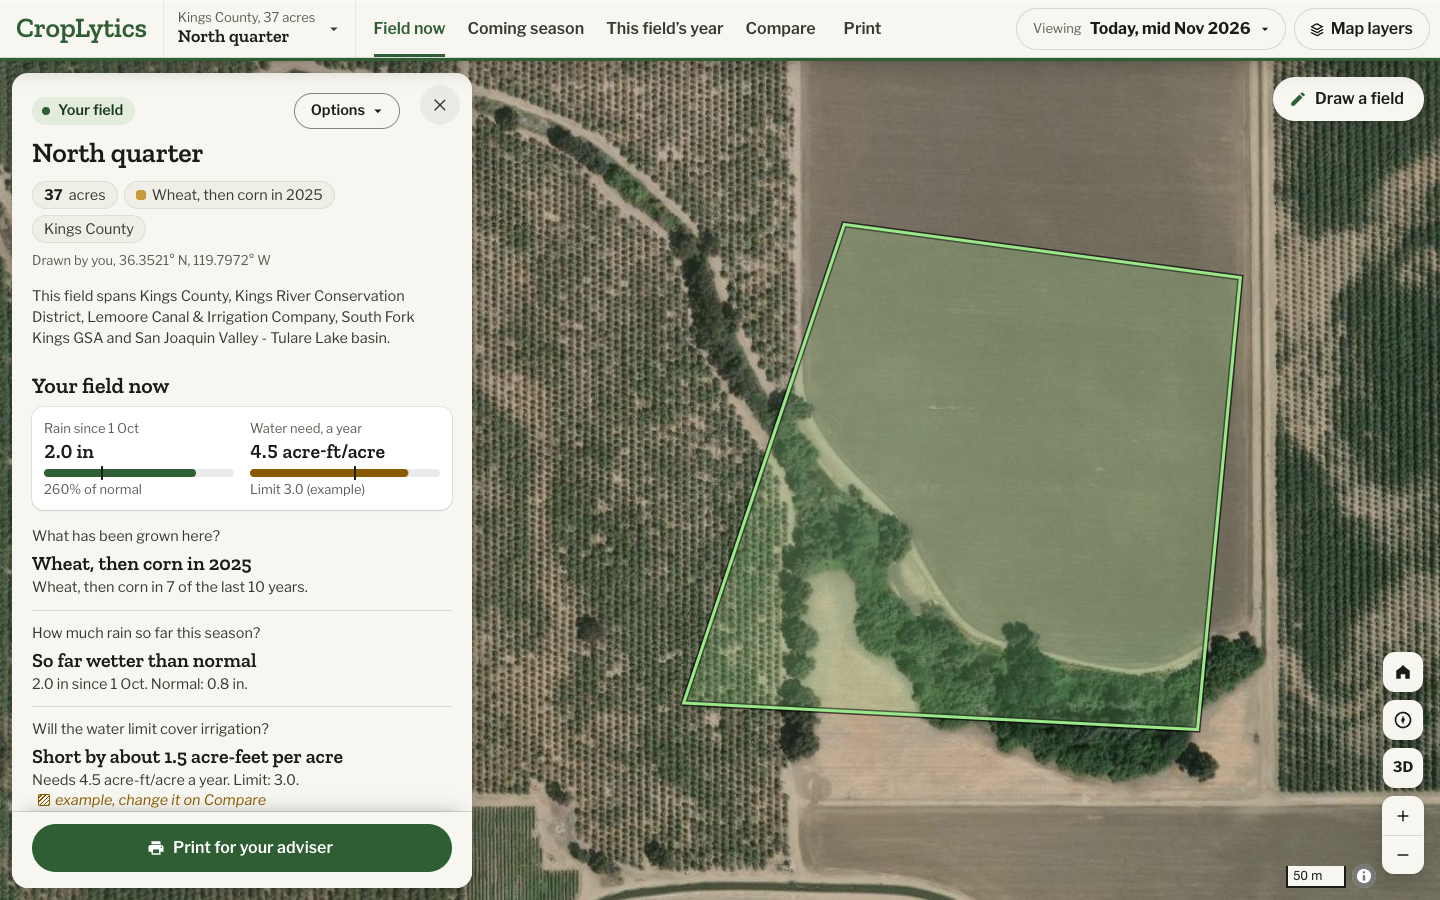 CropLytics
Kings County, 37 acres
North quarter
Field now
Coming season
This field’s year
Compare
Print
Viewing Today, mid Nov 2026
Map layers
Your field
Options
Draw a field
North quarter
37 acres
Wheat, then corn in 2025
Kings County
Drawn by you, 36.3521° N, 119.7972° W
This field spans Kings County, Kings River Conservation
District, Lemoore Canal & Irrigation Company, South Fork
Kings GSA and San Joaquin Valley - Tulare Lake basin.
Your field now
Rain since 1 Oct
2.0 in
260% of normal
Water need, a year
4.5 acre-ft/acre
Limit 3.0 (example)
What has been grown here?
Wheat, then corn in 2025
Wheat, then corn in 7 of the last 10 years.
How much rain so far this season?
So far wetter than normal
2.0 in since 1 Oct. Normal: 0.8 in.
Will the water limit cover irrigation?
Short by about 1.5 acre-feet per acre
Needs 4.5 acre-ft/acre a year. Limit: 3.0.
example, change it on Compare
Print for your adviser
3D
+
−
50 m